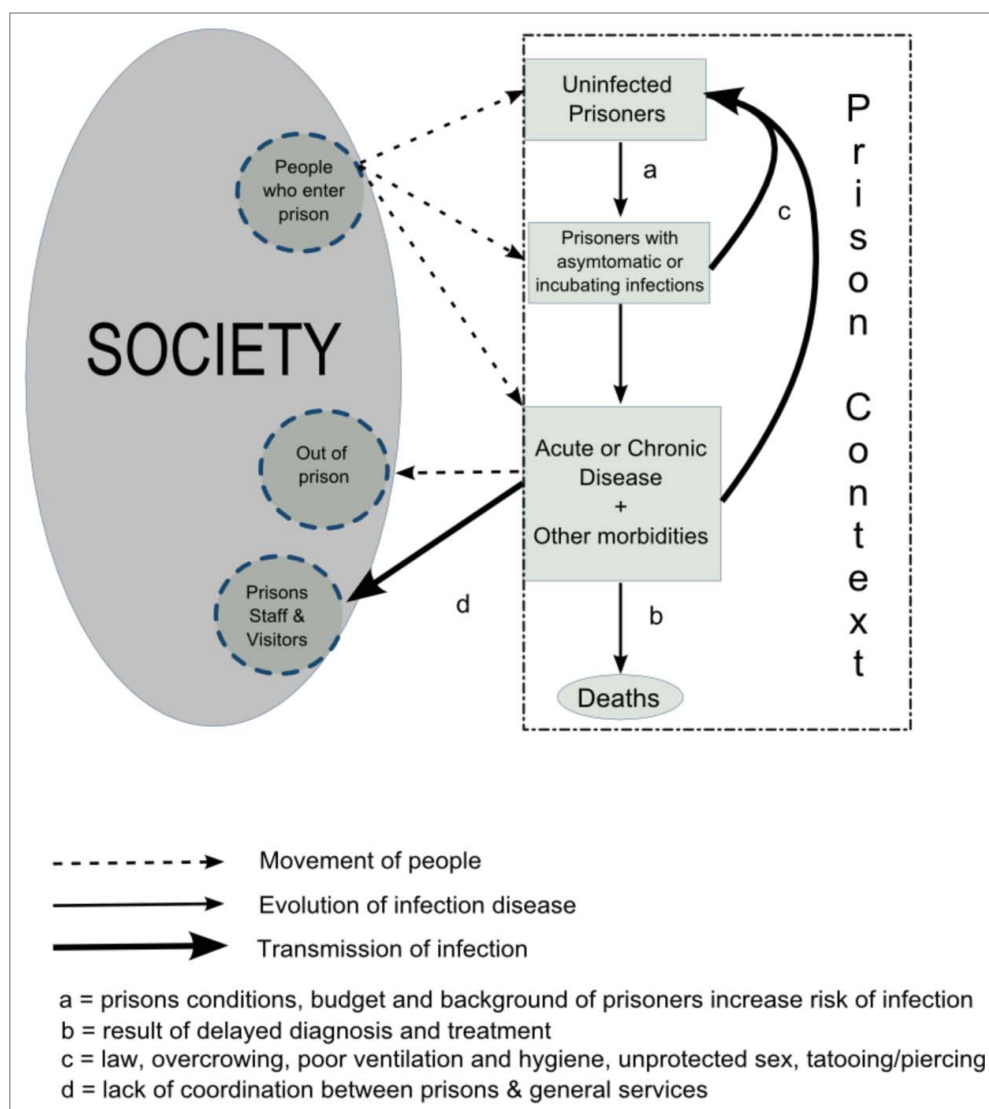 Uninfected
Prisoners
People
who enter
prison
a
c
Prisoners with
asymtomatic or
incubating infections
SOCIETY
Out of
prison
Acute or Chronic
Disease
+
Other morbidities
Prisons
Staff &
Visitors
d
b
Deaths
Prison Context
Movement of people
Evolution of infection disease
Transmission of infection
a = prisons conditions, budget and background of prisoners increase risk of infection
b = result of delayed diagnosis and treatment
c = law, overcrowing, poor ventilation and hygiene, unprotected sex, tatooing/piercing
d = lack of coordination between prisons & general services